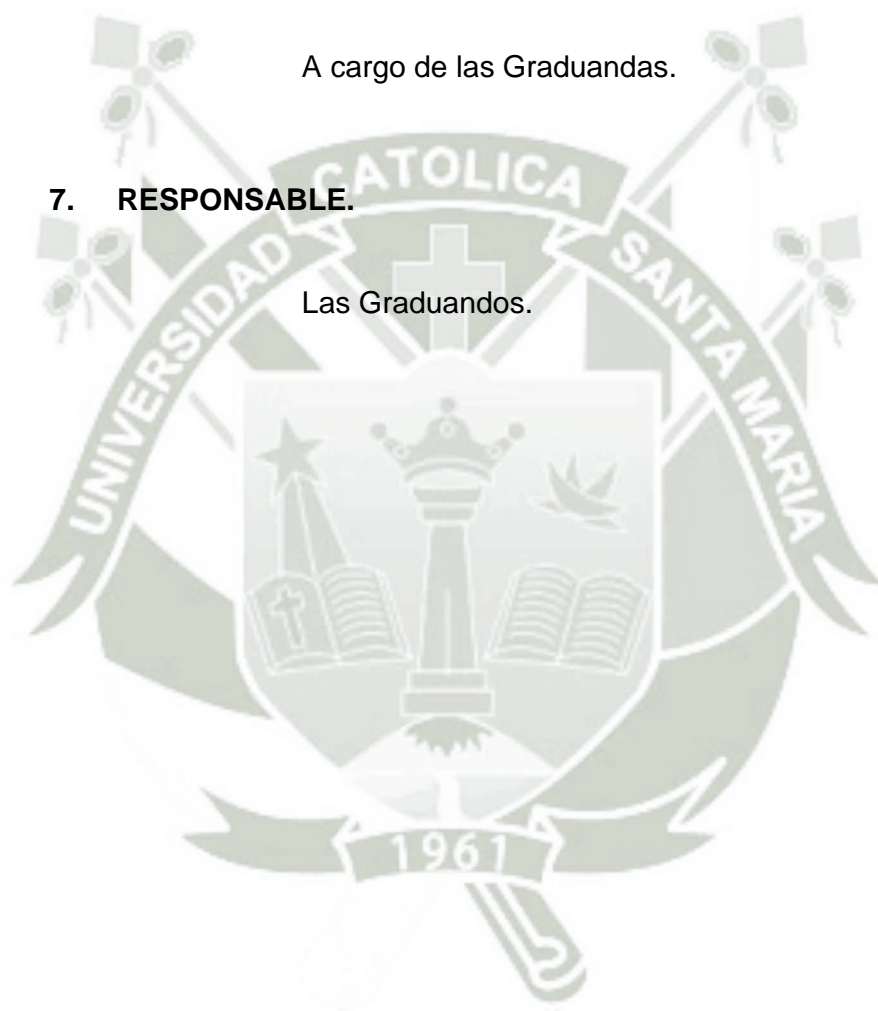 A cargo de las Graduandas.
CATOLICA
7. RESPONSABLE.
UNIVERSIDAD
SANTA MARIA
Las Graduandos.
1961